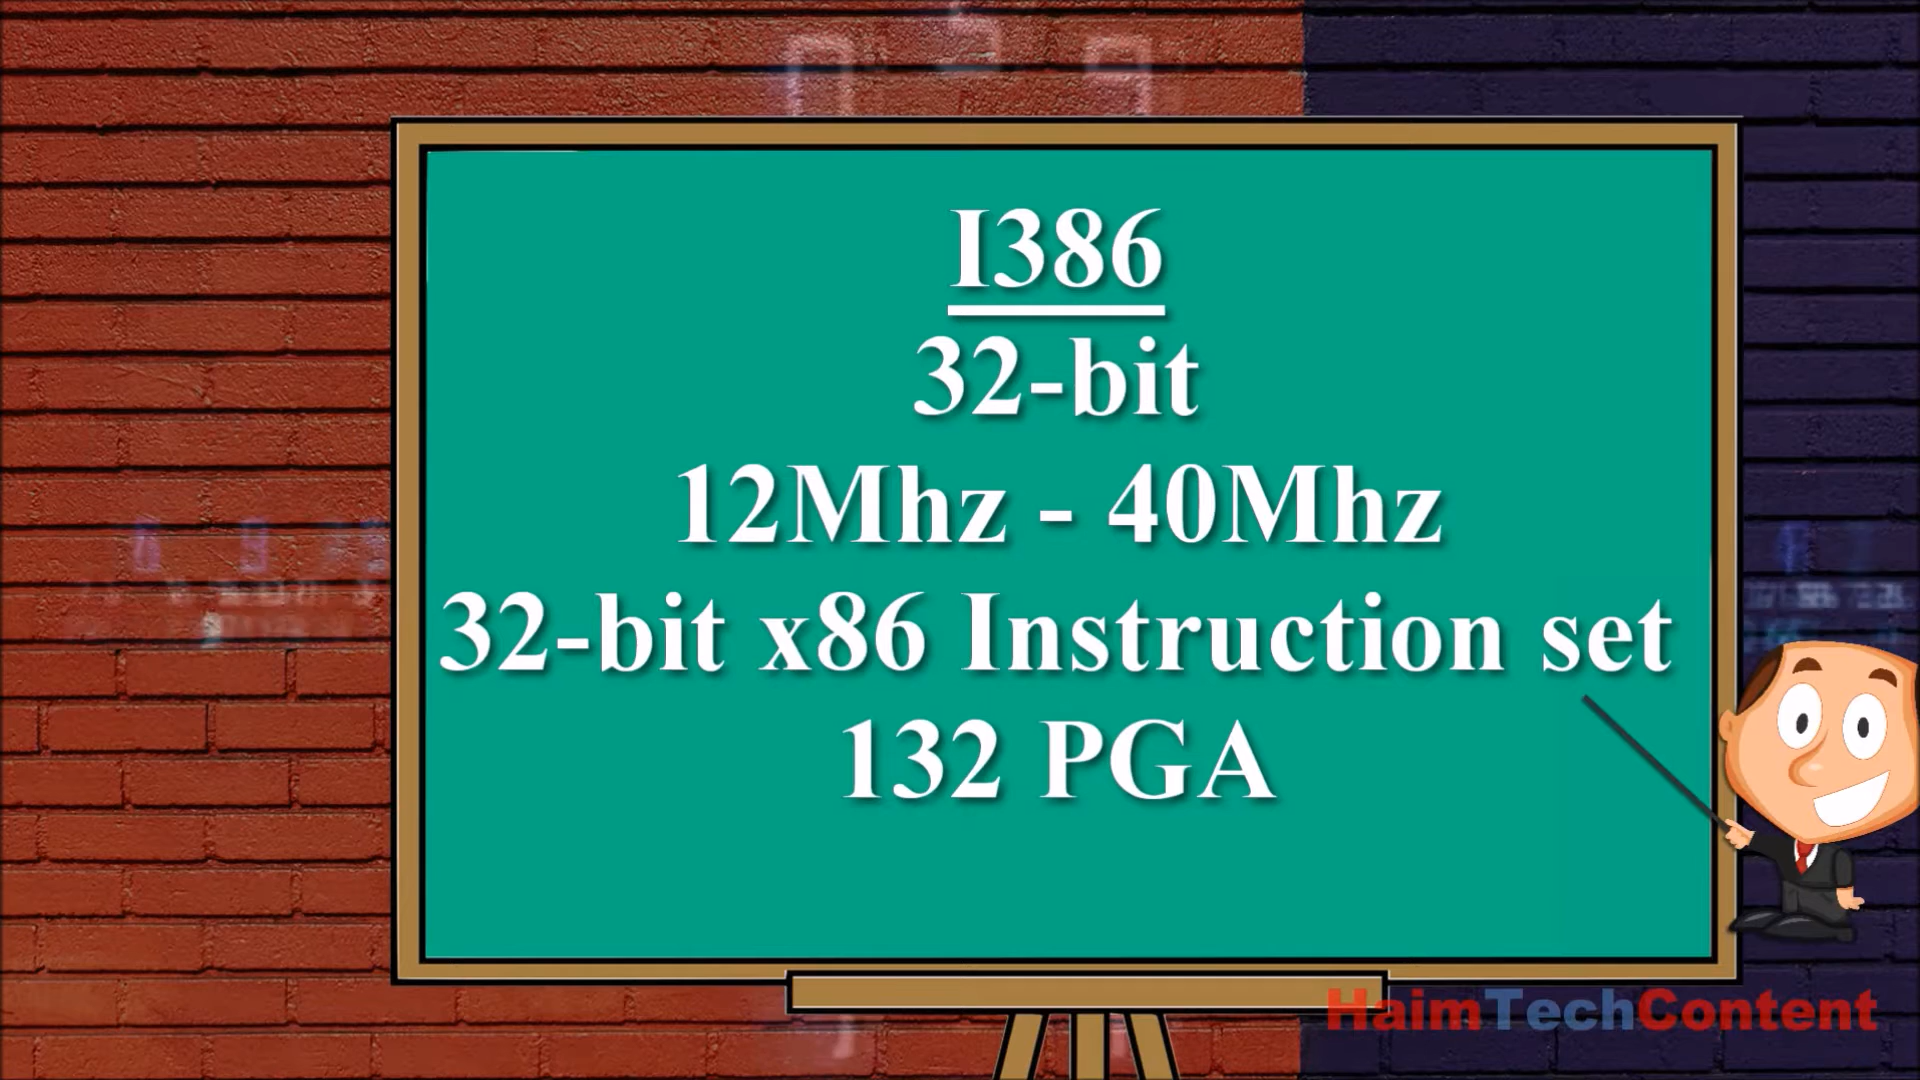 I386
32-bit
12Mhz - 40Mhz
32-bit x86 Instruction set
132 PGA
HaimTechContent